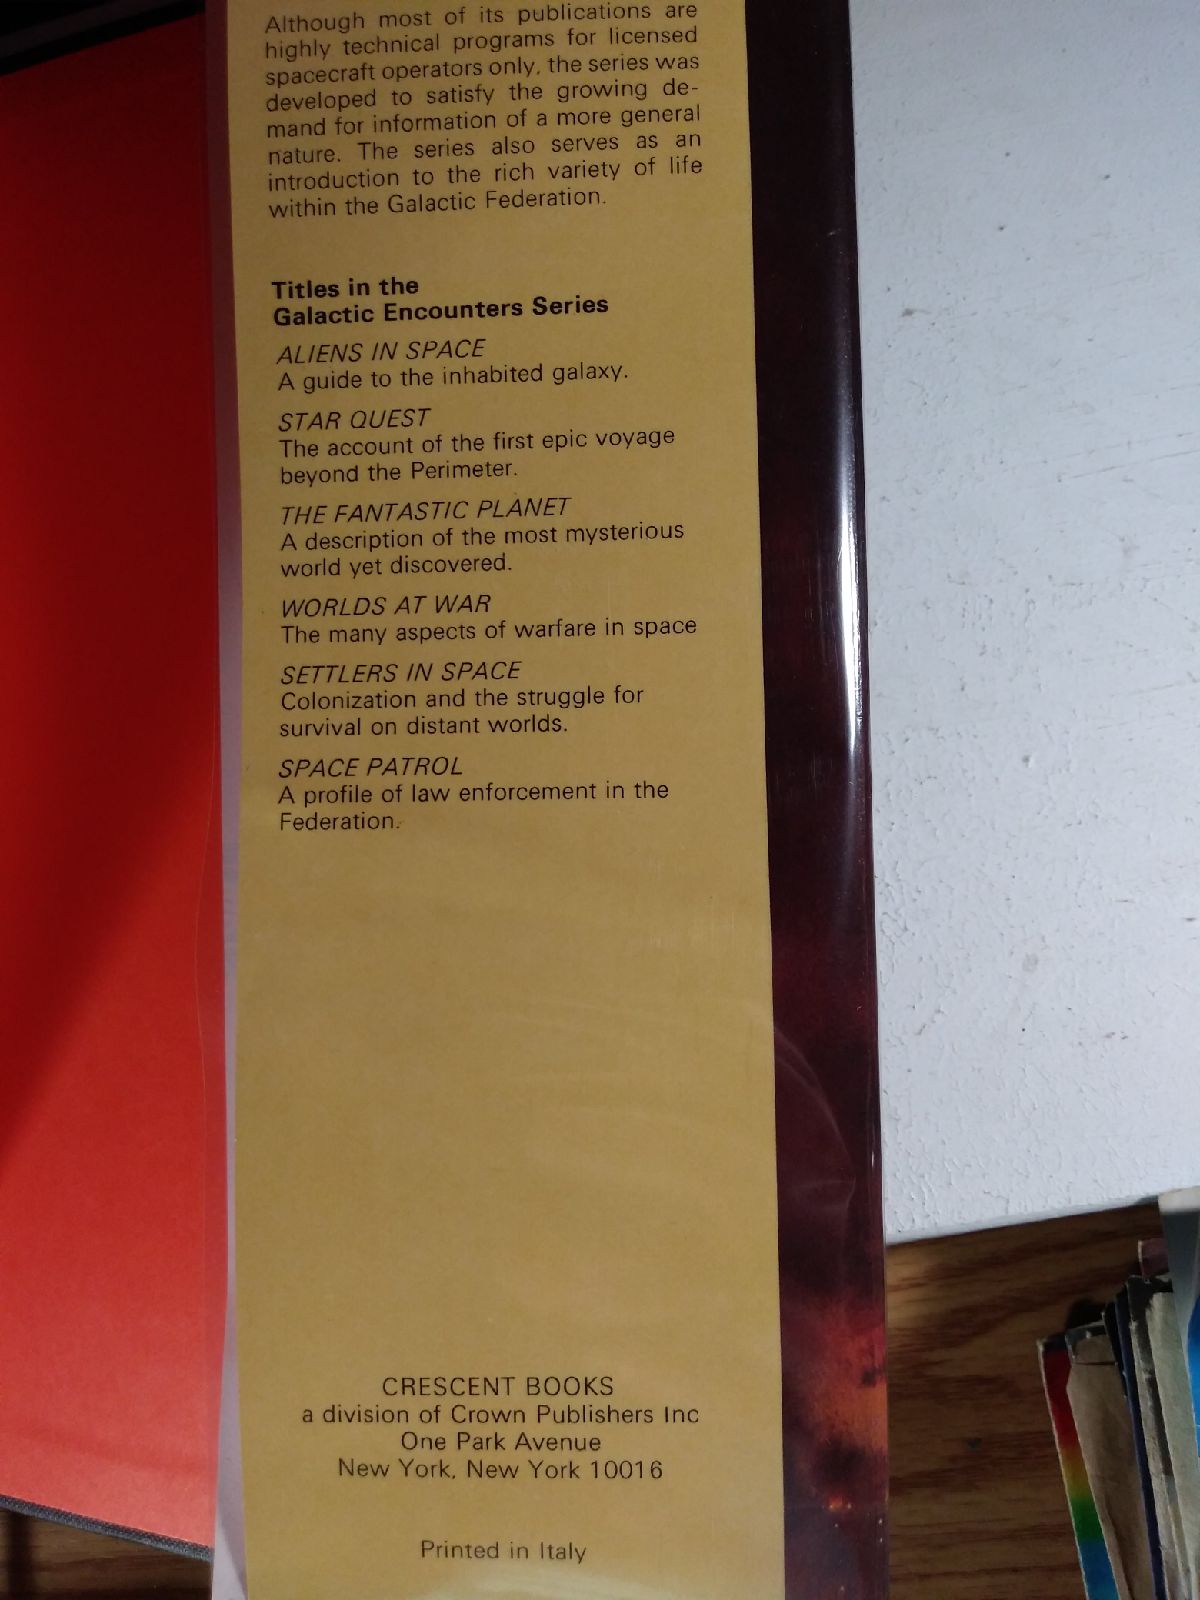 Although most of its publications are
highly technical programs for licensed
spacecraft operators only, the series was
developed to satisfy the growing de-
mand for information of a more general
nature. The series also serves as an
introduction to the rich variety of life
within the Galactic Federation.
Titles in the
Galactic Encounters Series
ALIENS IN SPACE
A guide to the inhabited galaxy.
STAR QUEST
The account of the first epic voyage
beyond the Perimeter.
THE FANTASTIC PLANET
A description of the most mysterious
world yet discovered.
WORLDS AT WAR
The many aspects of warfare in space
SETTLERS IN SPACE
Colonization and the struggle for
survival on distant worlds.
SPACE PATROL
A profile of law enforcement in the
Federation.
CRESCENT BOOKS
a division of Crown Publishers Inc
One Park Avenue
New York, New York 10016
Printed in Italy